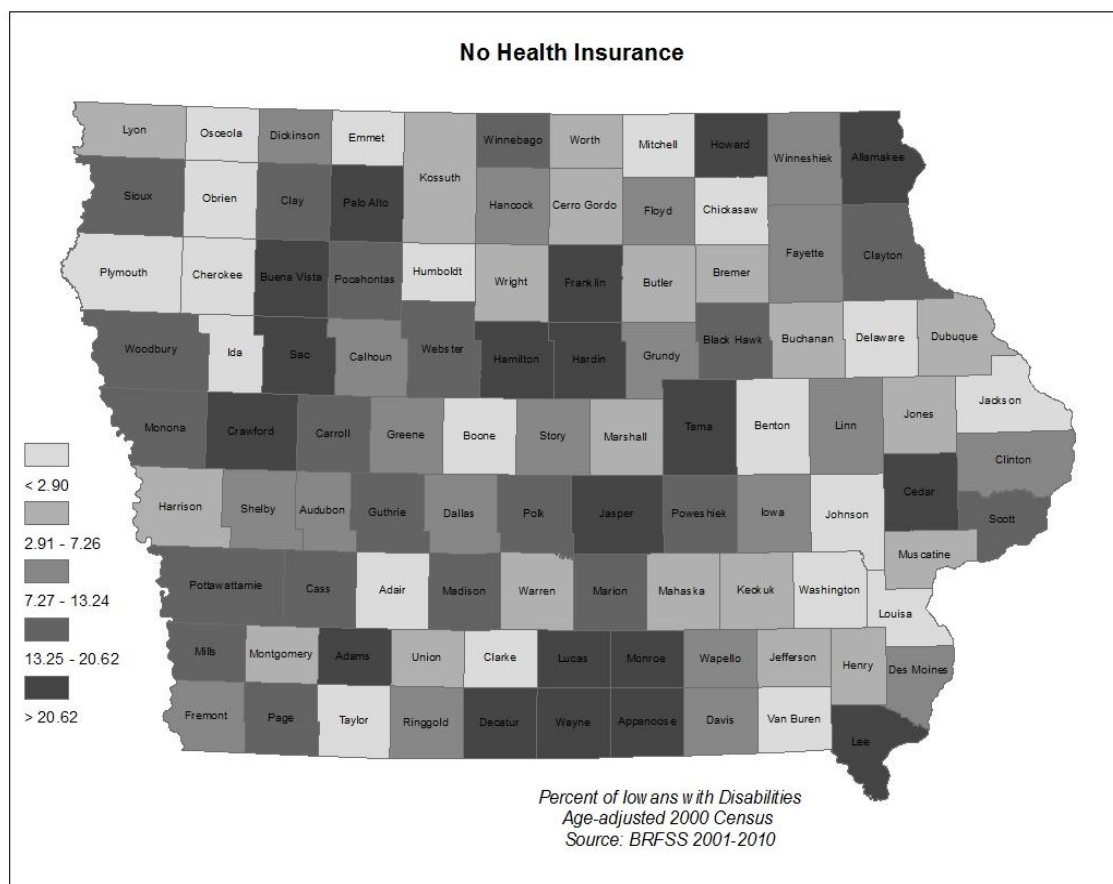 No Health Insurance
Lyon
Osceola
Dickinson
Emmet
Kossuth
Winnebago
Worth
Mitchell
Howard
Winneshiek
Allamakee
Sioux
Obrien
Clay
Palo Alto
Hancock
Cerro Gordo
Floyd
Chickasaw
Fayette
Clayton
Plymouth
Cherokee
Buena Vista
Pocahontas
Humboldt
Wright
Franklin
Butler
Bremer
Woodbury
Ida
Sac
Calhoun
Webster
Hamilton
Hardin
Grundy
Black Hawk
Buchanan
Delaware
Dubuque
Monona
Crawford
Carroll
Greene
Boone
Story
Marshall
Tama
Benton
Linn
Jones
Jackson
Clinton
Harrison
Shelby
Audubon
Guthrie
Dallas
Polk
Jasper
Poweshiek
Iowa
Johnson
Cedar
Scott
Muscatine
Pottawattamie
Cass
Adair
Madison
Warren
Marion
Mahaska
Keokuk
Washington
Louisa
Mills
Montgomery
Adams
Union
Clarke
Lucas
Monroe
Wapello
Jefferson
Henry
Des Moines
Fremont
Page
Taylor
Ringgold
Decatur
Wayne
Appanoose
Davis
Van Buren
Lee
< 2.90
2.91 - 7.26
7.27 - 13.24
13.25 - 20.62
> 20.62
Percent of Iowans with Disabilities
Age-adjusted 2000 Census
Source: BRFSS 2001-2010